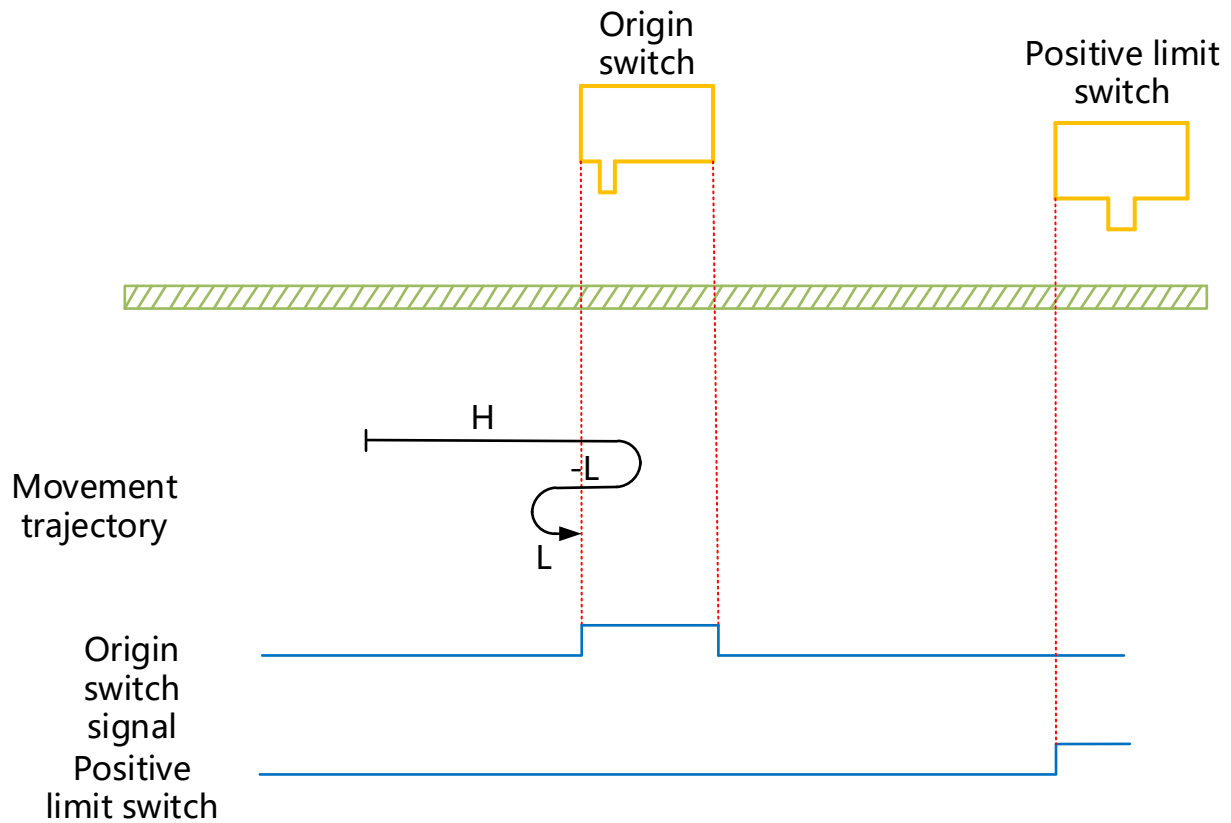 Origin
switch
Positive limit
switch
H
-L
Movement
trajectory
L
Origin
switch
signal
Positive
limit switch